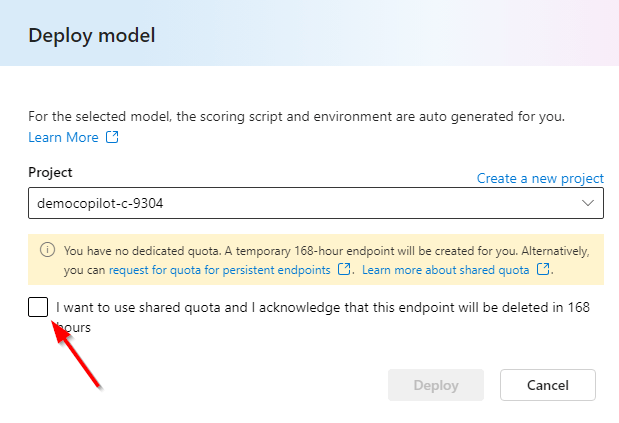 Deploy model
For the selected model, the scoring script and environment are auto generated for you.
Learn More
Project
Create a new project
democopilot-c-9304
You have no dedicated quota. A temporary 168-hour endpoint will be created for you. Alternatively,
you can request for quota for persistent endpoints . Learn more about shared quota .
I want to use shared quota and I acknowledge that this endpoint will be deleted in 168
hours
Deploy
Cancel